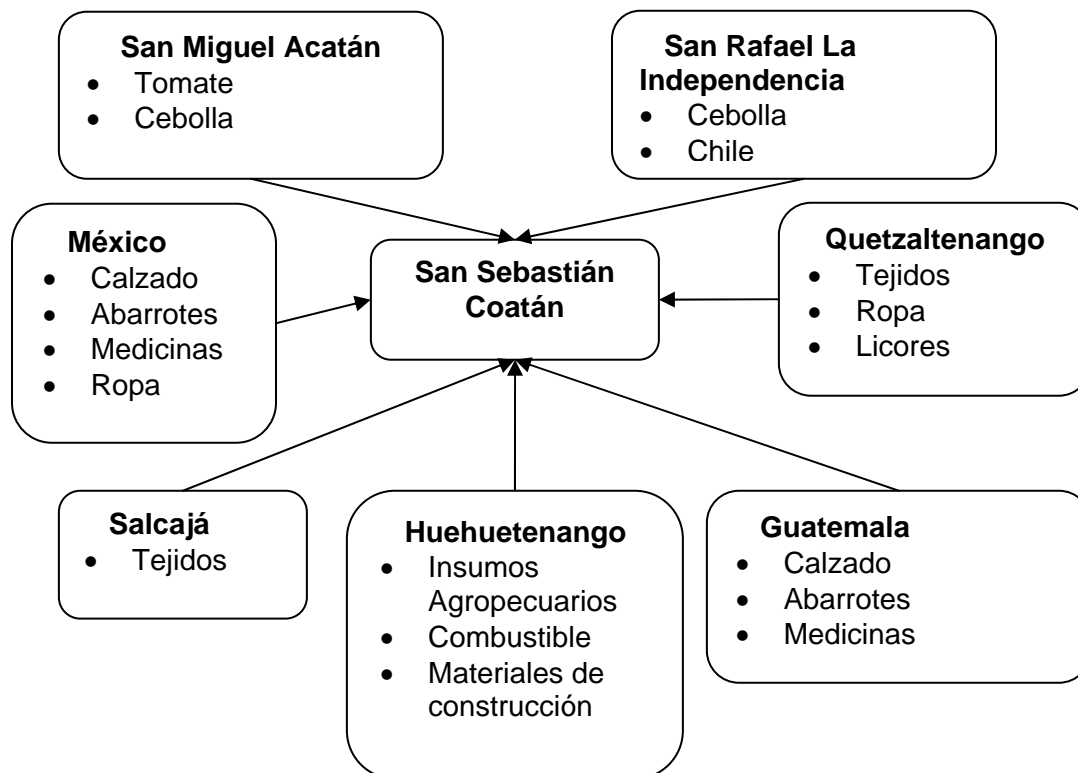 San Miguel Acatán
• Tomate
• Cebolla
San Rafael La
Independencia
• Cebolla
• Chile
México
• Calzado
• Abarrotes
• Medicinas
• Ropa
San Sebastián
Coatán
Quetzaltenango
• Tejidos
• Ropa
• Licores
Salcajá
• Tejidos
Huehuetenango
• Insumos
Agropecuarios
• Combustible
• Materiales de
construcción
Guatemala
• Calzado
• Abarrotes
• Medicinas